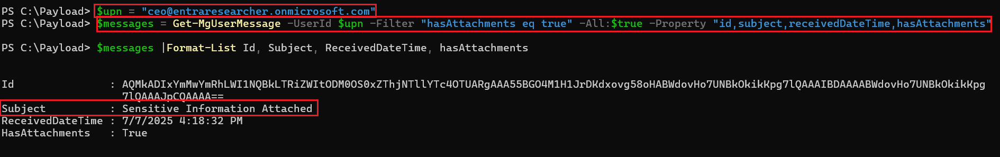 PS C:\Payload> $upn = "ceo@entraresearcher.onmicrosoft.com"
PS C:\Payload> $messages = Get-MgUserMessage -UserId $upn -Filter "hasAttachments eq true" -All:$true -Property "id,subject,receivedDateTime,hasAttachments"
PS C:\Payload> $messages |Format-List Id, Subject, ReceivedDateTime, hasAttachments
Id : AQMkADIxYmMwYmRhLWI1NQBkLTRiZWItODM0OS0xZThjNTllYTc4OTUARgAAA55BGO4M1H1JrDKdxovg58oHABWdovHo7UNBkOkikKpg7lQAAAIBDAAAABWdovHo7UNBkOkikKpg
7lQAAAJpCQAAAA==
Subject : Sensitive Information Attached
ReceivedDateTime : 7/7/2025 4:18:32 PM
HasAttachments : True